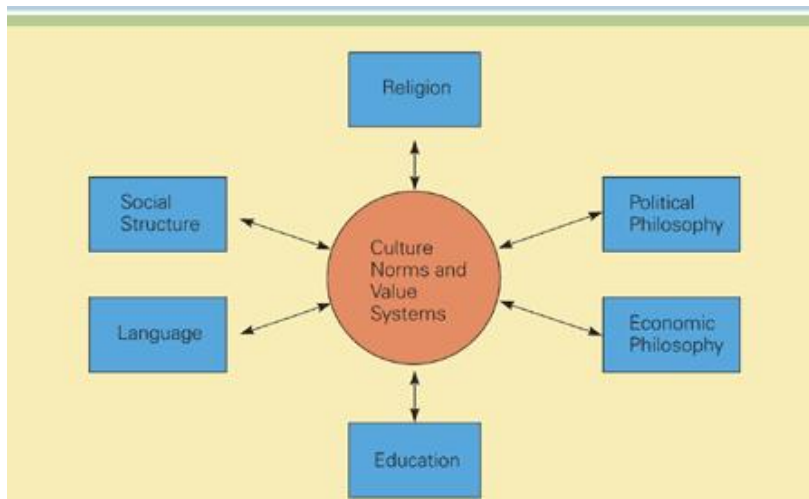 Religion
Social
Structure
Political
Philosophy
Culture
Norms and
Value
Systems
Language
Economic
Philosophy
Education